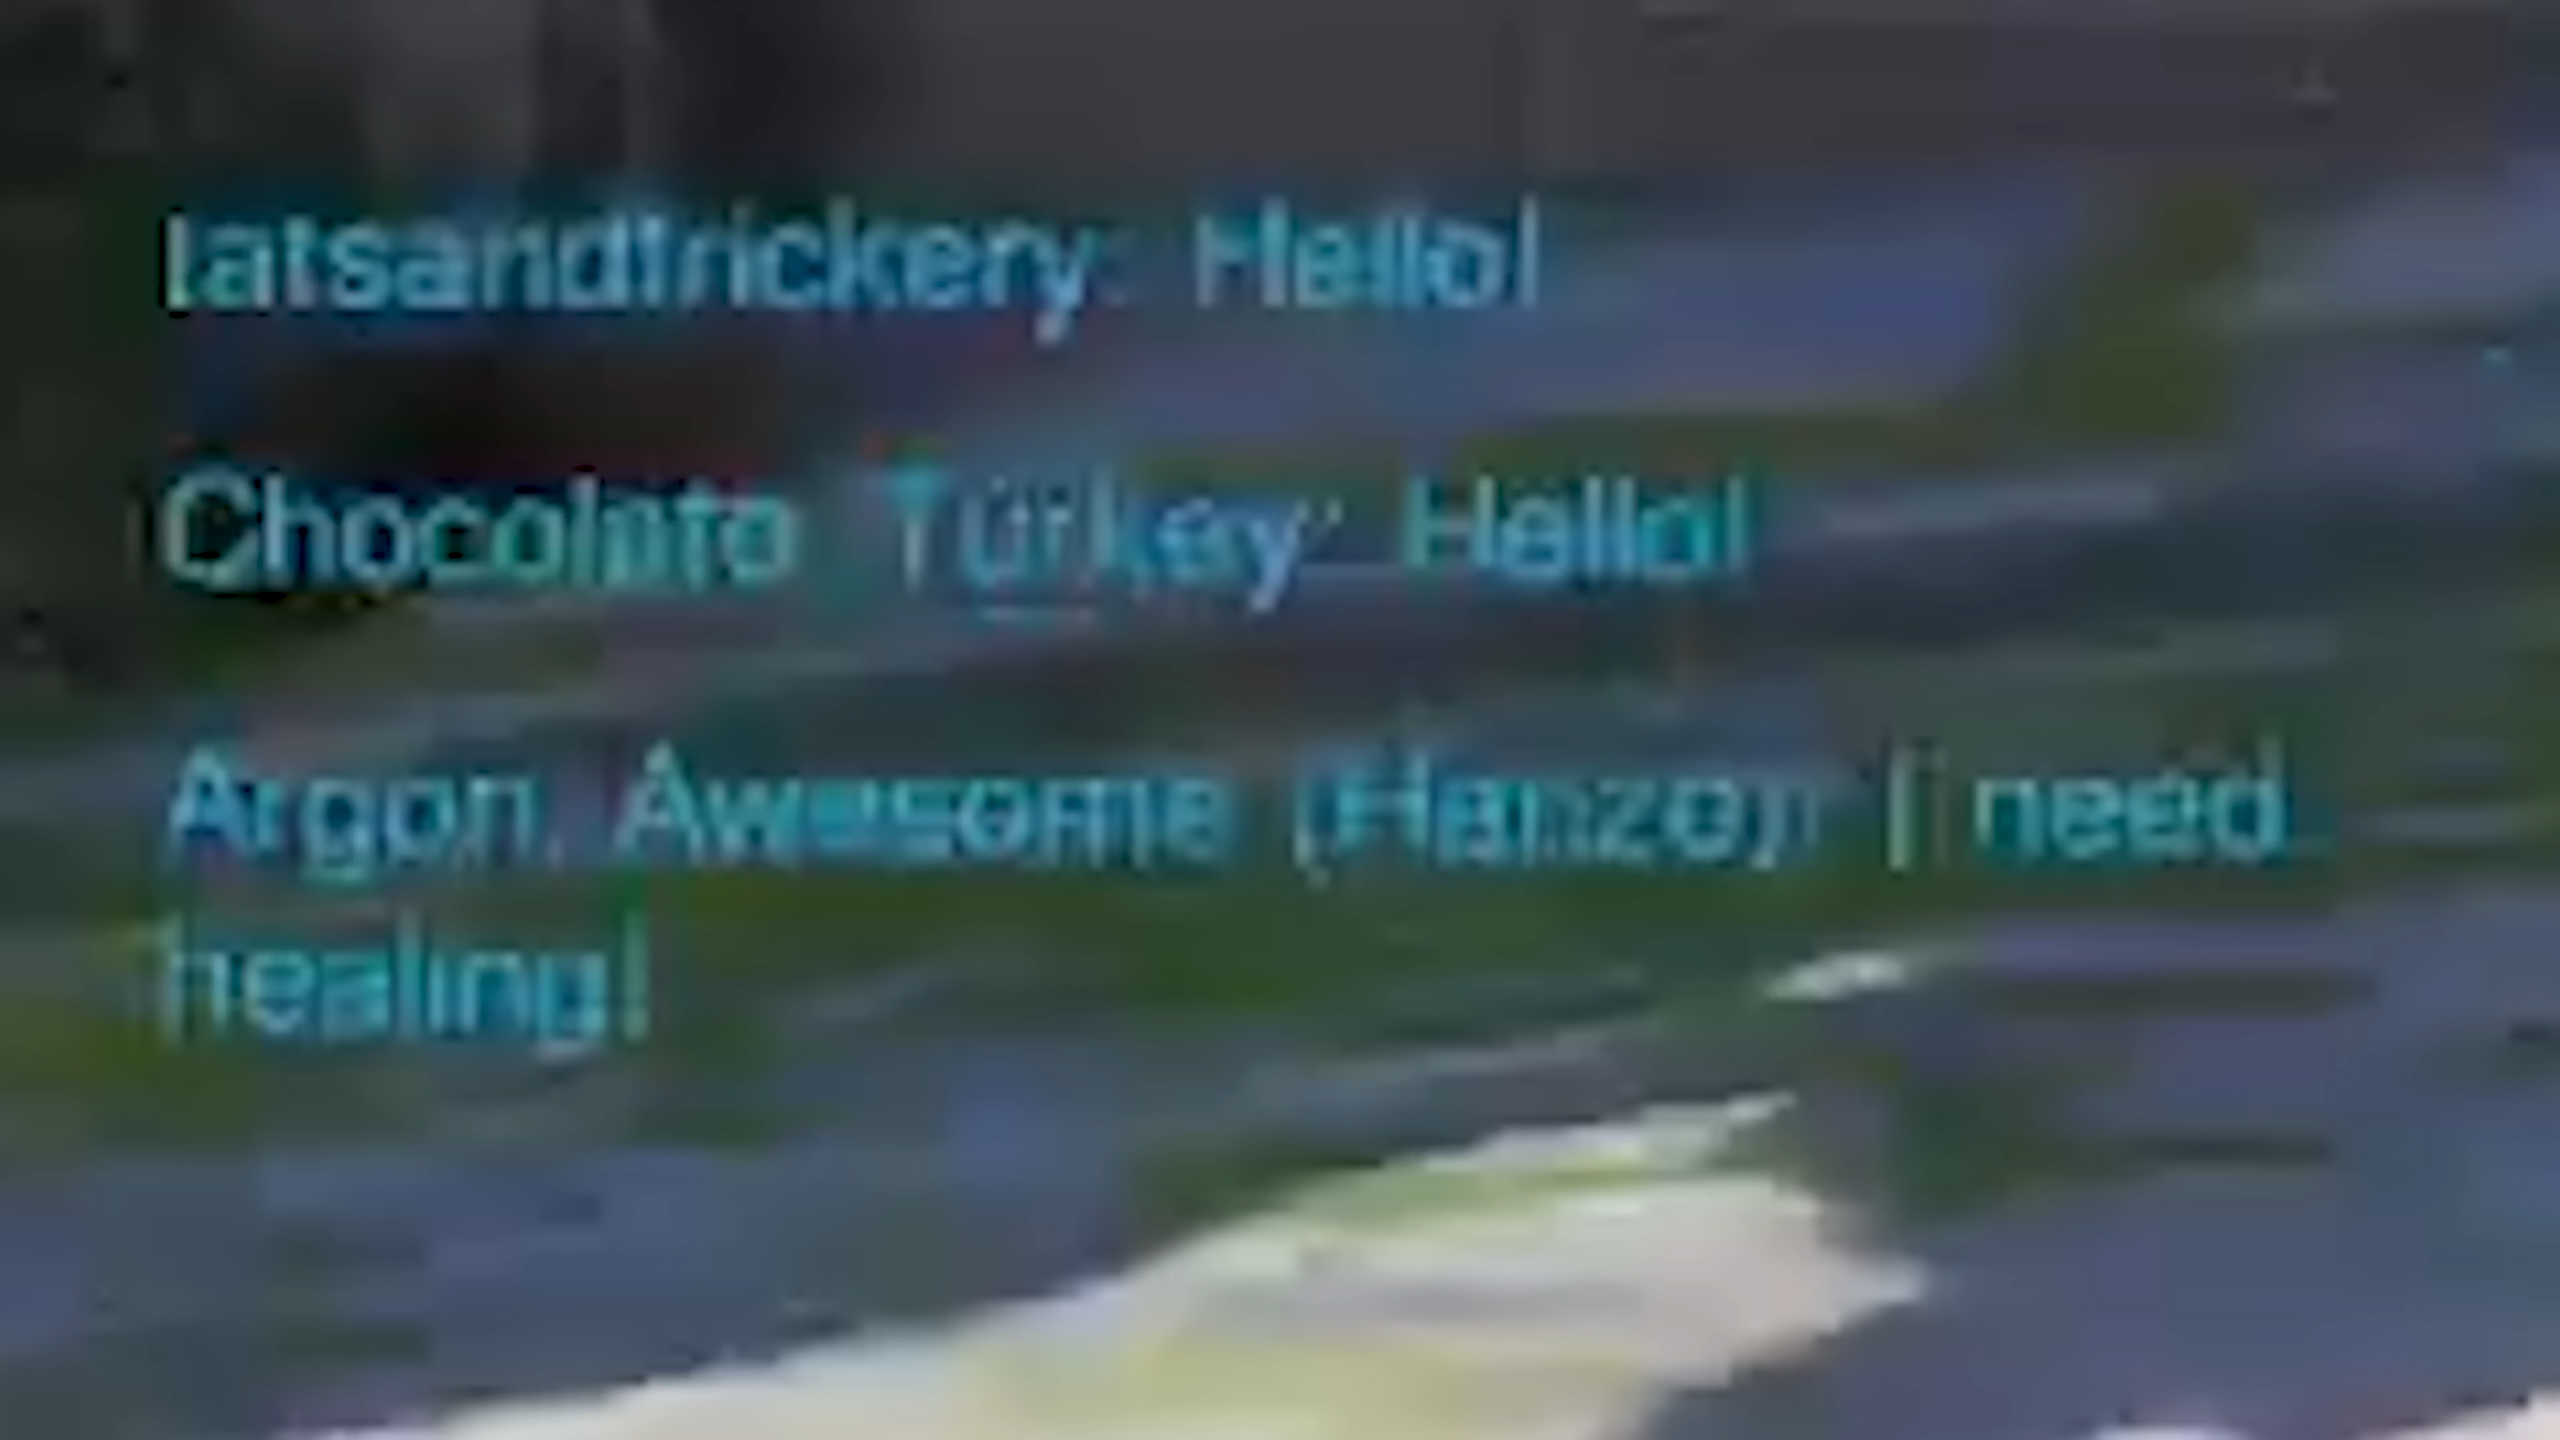 latsandtrickery: Hello!
Chocolate Turkey: Hello!
Argon, Awesome (Hanzo): I need
healing!